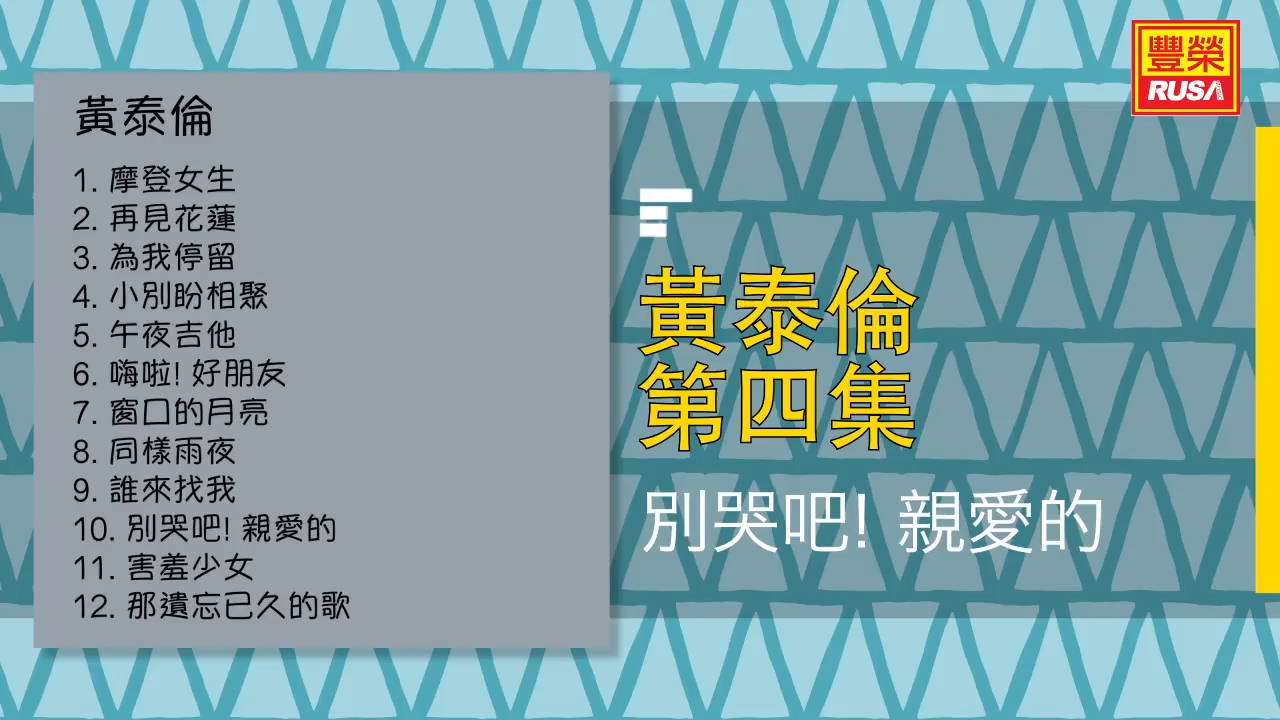 豐榮
RUSA
黃泰倫
1. 摩登女生
2. 再見花蓮
3. 為我停留
4. 小別盼相聚
5. 午夜吉他
6. 嗨啦! 好朋友
7. 窗口的月亮
8. 同樣雨夜
9. 誰來找我
10. 別哭吧! 親愛的
11. 害羞少女
12. 那遺忘已久的歌
黃泰倫
第四集
別哭吧! 親愛的